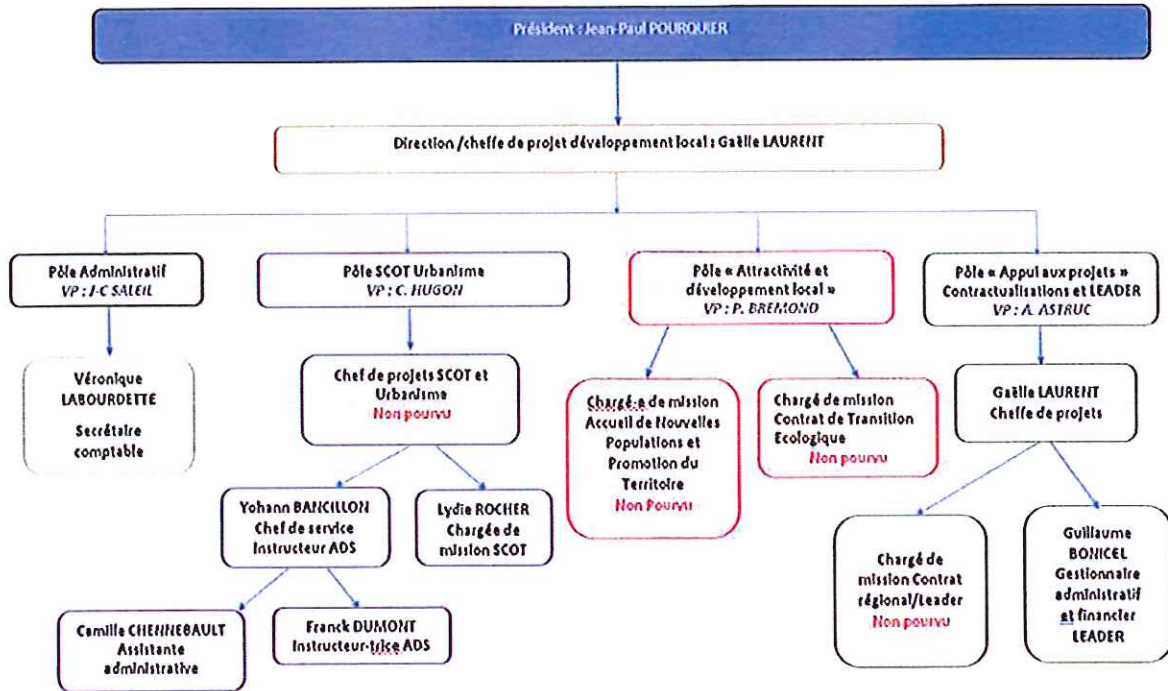 Président : Jean-Paul POURQUIER
Direction /cheffe de projet développement local : Gaëlle LAURENT
Pôle Administratif
VP : J-C SALEIL
Pôle SCOT Urbanisme
VP : C. HUGON
Pôle « Attractivité et
développement local »
VP : P. BREMOND
Pôle « Appui aux projets »
Contractualisations et LEADER
VP : A. ASTRUC
Véronique
LABOURDETTE
Secrétaire
comptable
Chef de projets SCOT et
Urbanisme
Non pourvu
Chargé-e de mission
Accueil de Nouvelles
Populations et
Promotion du
Territoire
Non Pourvu
Chargé de mission
Contrat de Transition
Ecologique
Non pourvu
Gaëlle LAURENT
Cheffe de projets
Yohann BANCILLON
Chef de service
Instructeur ADS
Lydie ROCHER
Chargée de
mission SCOT
Chargé de
mission Contrat
régional/Leader
Non pourvu
Guillaume
BONICEL
Gestionnaire
administratif
et financier
LEADER
Camille CHENNEBAULT
Assistante
administrative
Franck DUMONT
Instructeur-trice ADS